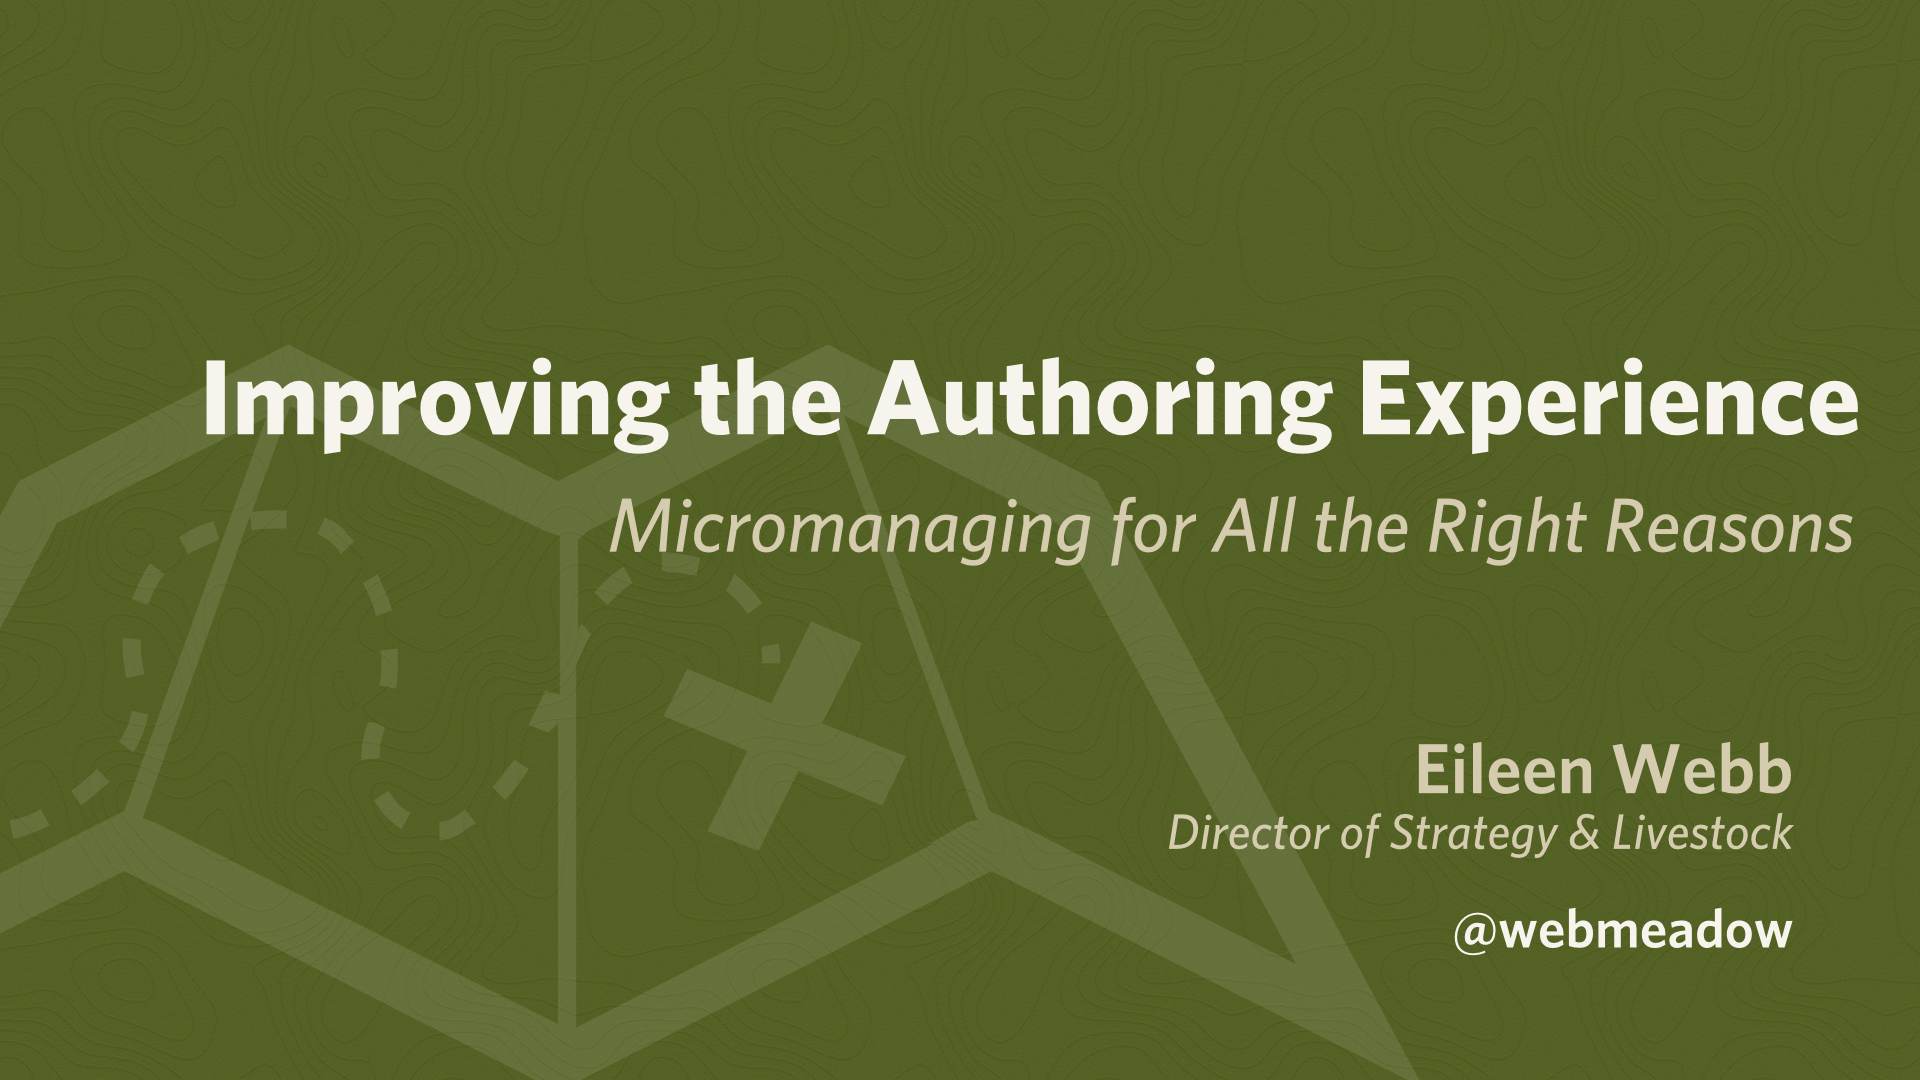 Improving the Authoring Experience
Micromanaging for All the Right Reasons
Eileen Webb
Director of Strategy & Livestock
@webmeadow